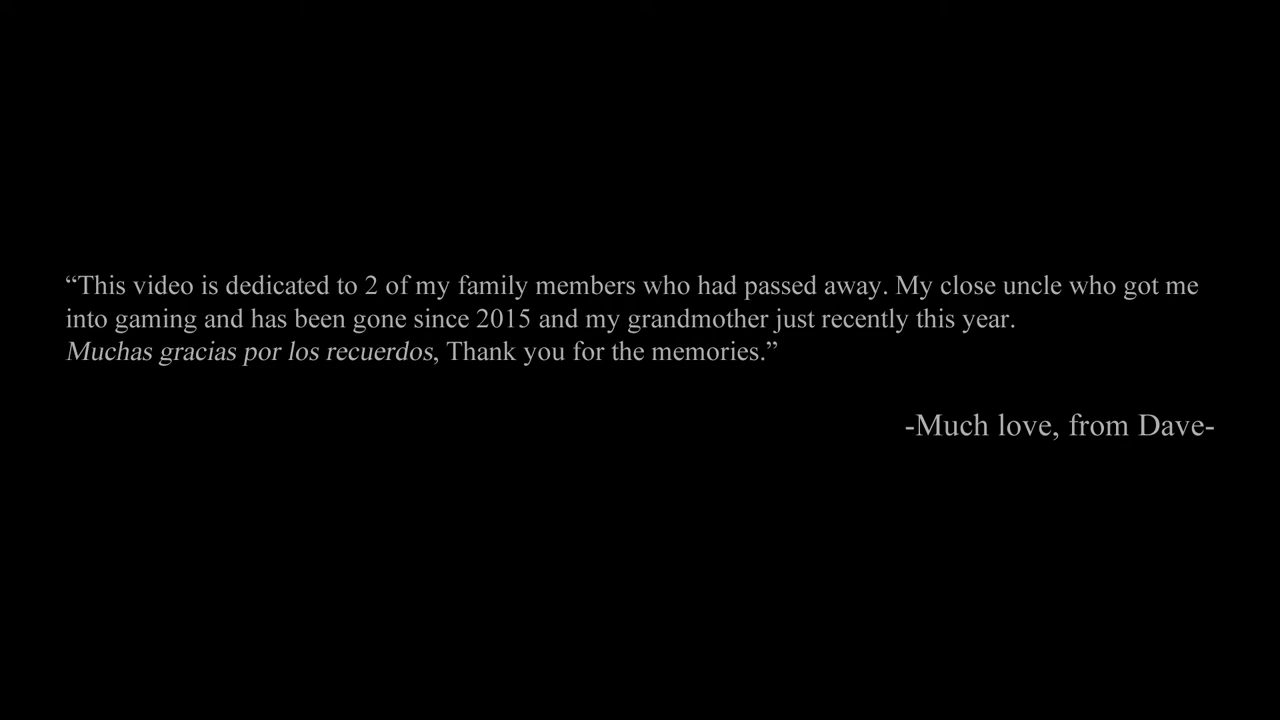 “This video is dedicated to 2 of my family members who had passed away. My close uncle who got me
into gaming and has been gone since 2015 and my grandmother just recently this year.
Muchas gracias por los recuerdos, Thank you for the memories.”
-Much love, from Dave-